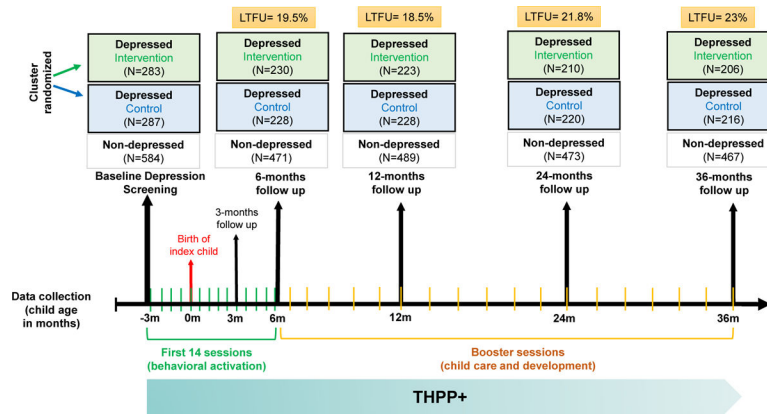 LTFU= 19.5%
LTFU= 18.5%
LTFU= 21.8%
LTFU= 23%
Cluster
randomized
Depressed
Intervention
(N=283)
Depressed
Intervention
(N=230)
Depressed
Intervention
(N=223)
Depressed
Intervention
(N=210)
Depressed
Intervention
(N=206)
Depressed
Control
(N=287)
Depressed
Control
(N=228)
Depressed
Control
(N=228)
Depressed
Control
(N=220)
Depressed
Control
(N=216)
Non-depressed
(N=584)
Non-depressed
(N=471)
Non-depressed
(N=489)
Non-depressed
(N=473)
Non-depressed
(N=467)
Baseline Depression
Screening
6-months
follow up
12-months
follow up
24-months
follow up
36-months
follow up
3-months
follow up
Birth of
index child
Data collection
(child age
in months)
-3m
0m
3m
6m
12m
24m
36m
First 14 sessions
(behavioral activation)
Booster sessions
(child care and development)
THPP+